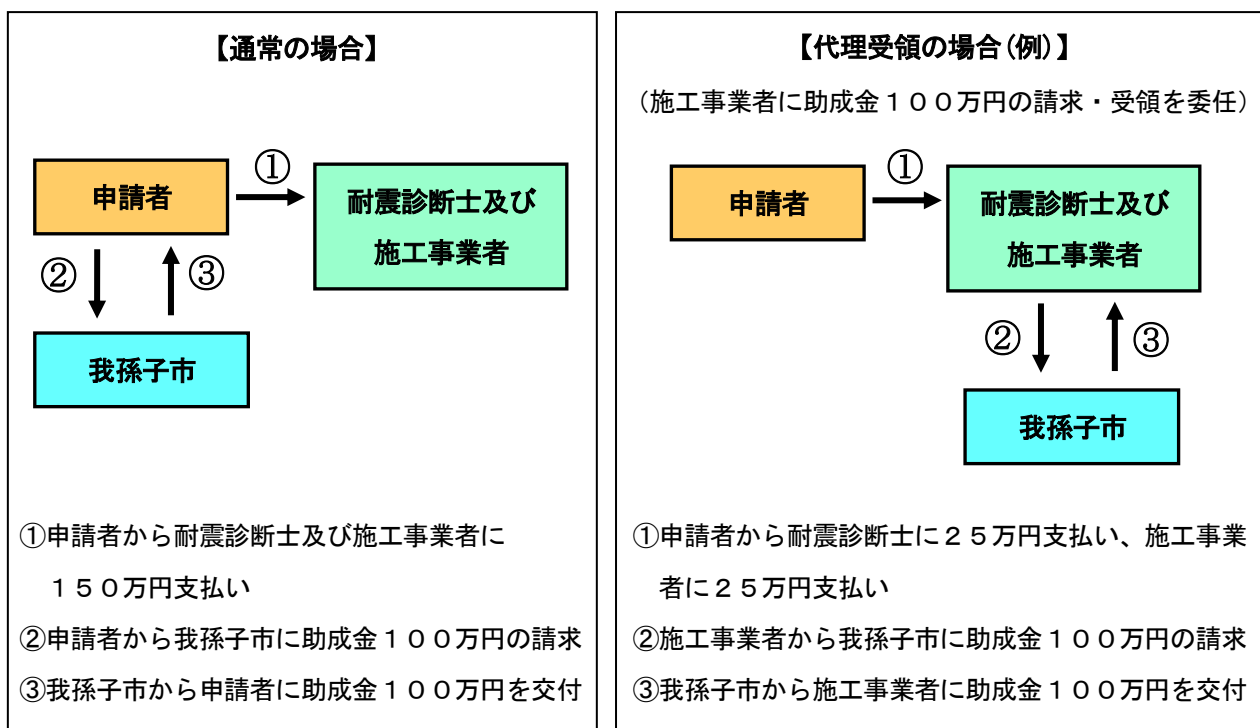 【通常の場合】
申請者
①
耐震診断士及び
施工事業者
②
③
我孫子市
①申請者から耐震診断士及び施工事業者に
１５０万円支払い
②申請者から我孫子市に助成金１００万円の請求
③我孫子市から申請者に助成金１００万円を交付
【代理受領の場合(例)】
（施工事業者に助成金１００万円の請求・受領を委任）
申請者
①
耐震診断士及び
施工事業者
②
③
我孫子市
①申請者から耐震診断士に２５万円支払い、施工事業
者に２５万円支払い
②施工事業者から我孫子市に助成金１００万円の請求
③我孫子市から施工事業者に助成金１００万円を交付